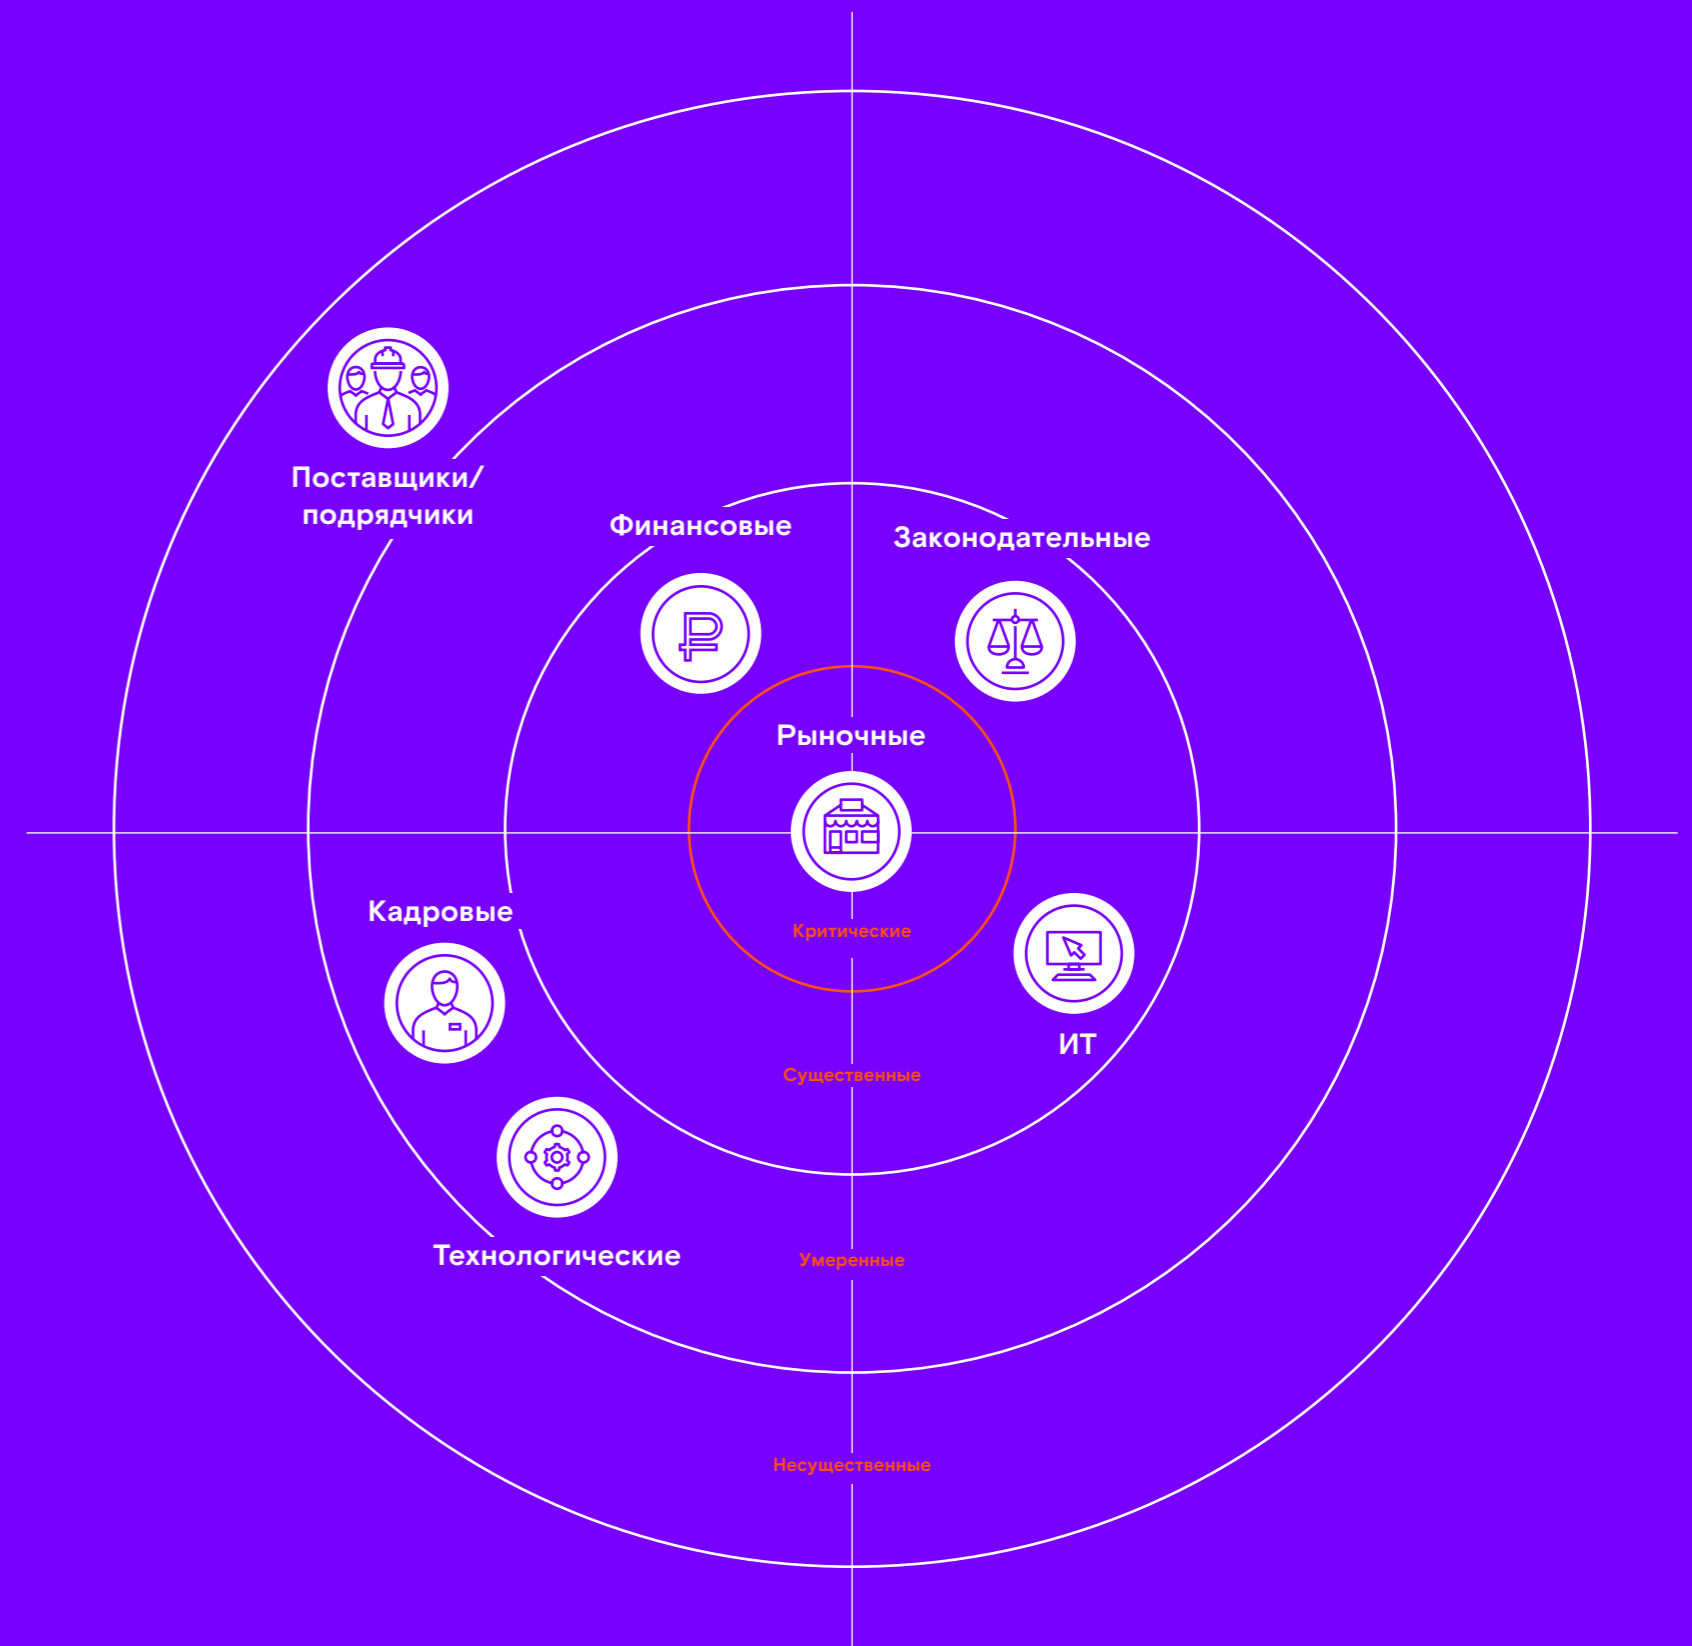 Поставщики/
подрядчики
Финансовые
Законодательные
Рыночные
Кадровые
Критические
ИТ
Существенные
Технологические
Умеренные
Несущественные